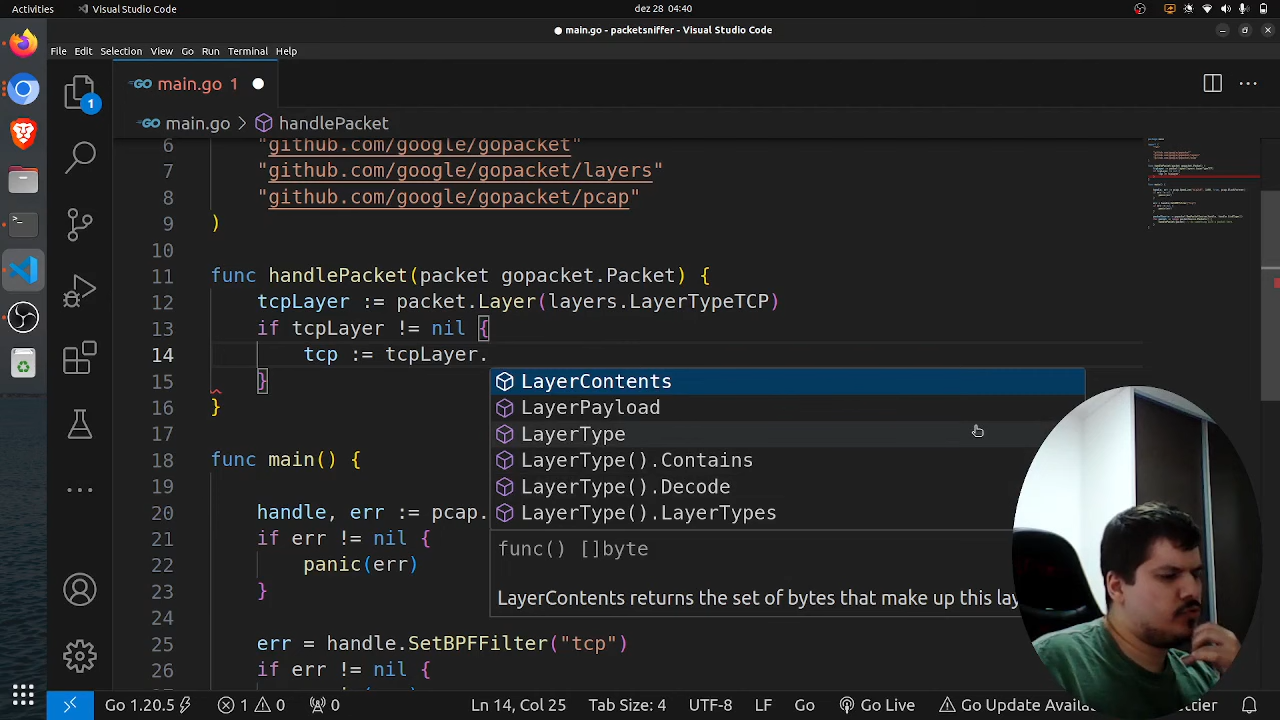 Activities
Visual Studio Code
dez 28 04:40
main.go - packetsniffer - Visual Studio Code
File Edit Selection View Go Run Terminal Help
GO main.go 1
GO main.go > handlePacket
1
6 "github.com/google/gopacket"
7 "github.com/google/gopacket/layers"
8 "github.com/google/gopacket/pcap"
9 )
10
11 func handlePacket(packet gopacket.Packet) {
12 tcpLayer := packet.Layer(layers.LayerTypeTCP)
13 if tcpLayer != nil {
14 tcp := tcpLayer.
15 }
16 }
17
18 func main() {
19
20 handle, err := pcap.
21 if err != nil {
22 panic(err)
23 }
24
25 err = handle.SetBPFFilter("tcp")
26 if err != nil {
LayerContents
LayerPayload
LayerType
LayerType().Contains
LayerType().Decode
LayerType().LayerTypes
func() []byte
LayerContents returns the set of bytes that make up this lay
Go 1.20.5 1 0 0 Ln 14, Col 25 Tab Size: 4 UTF-8 LF Go Go Live Go Update Availa ettier